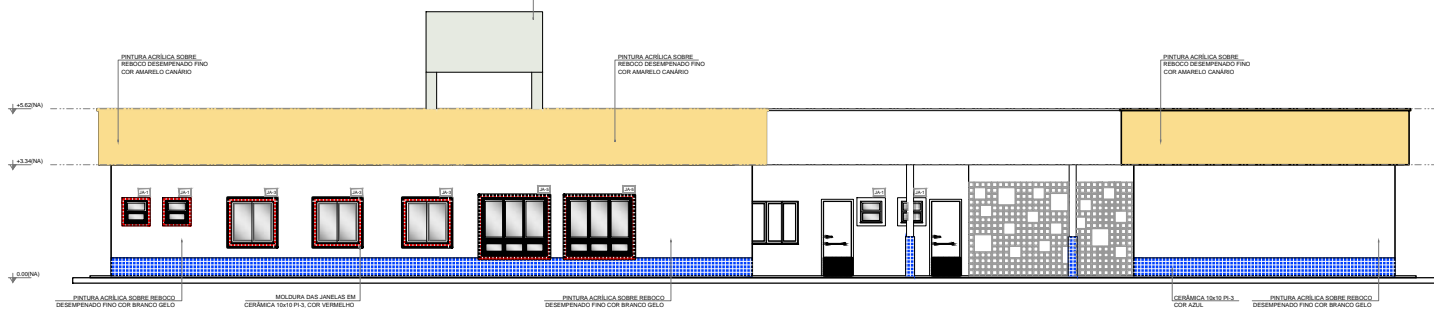 PINTURA ACRÍLICA SOBRE
REBOCO DESEMPENADO FINO
COR AMARELO CANÁRIO
PINTURA ACRÍLICA SOBRE
REBOCO DESEMPENADO FINO
COR AMARELO CANÁRIO
PINTURA ACRÍLICA SOBRE
REBOCO DESEMPENADO FINO
COR AMARELO CANÁRIO
+5.62(NA)
+3.34(NA)
JA-1
JA-1
JA-3
JA-3
JA-3
JA-5
JA-1
JA-1
0.00(NA)
PINTURA ACRÍLICA SOBRE REBOCO
DESEMPENADO FINO COR BRANCO GELO
MOLDURA DAS JANELAS EM
CERÂMICA 10x10 PI-3, COR VERMELHO
PINTURA ACRÍLICA SOBRE REBOCO
DESEMPENADO FINO COR BRANCO GELO
CERÂMICA 10x10 PI-3
COR AZUL
PINTURA ACRÍLICA SOBRE REBOCO
DESEMPENADO FINO COR BRANCO GELO